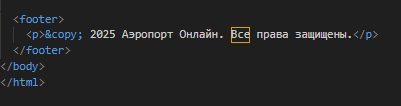 <footer>
<p>&copy; 2025 Аэропорт Онлайн. Все права защищены.</p>
</footer>
</body>
</html>